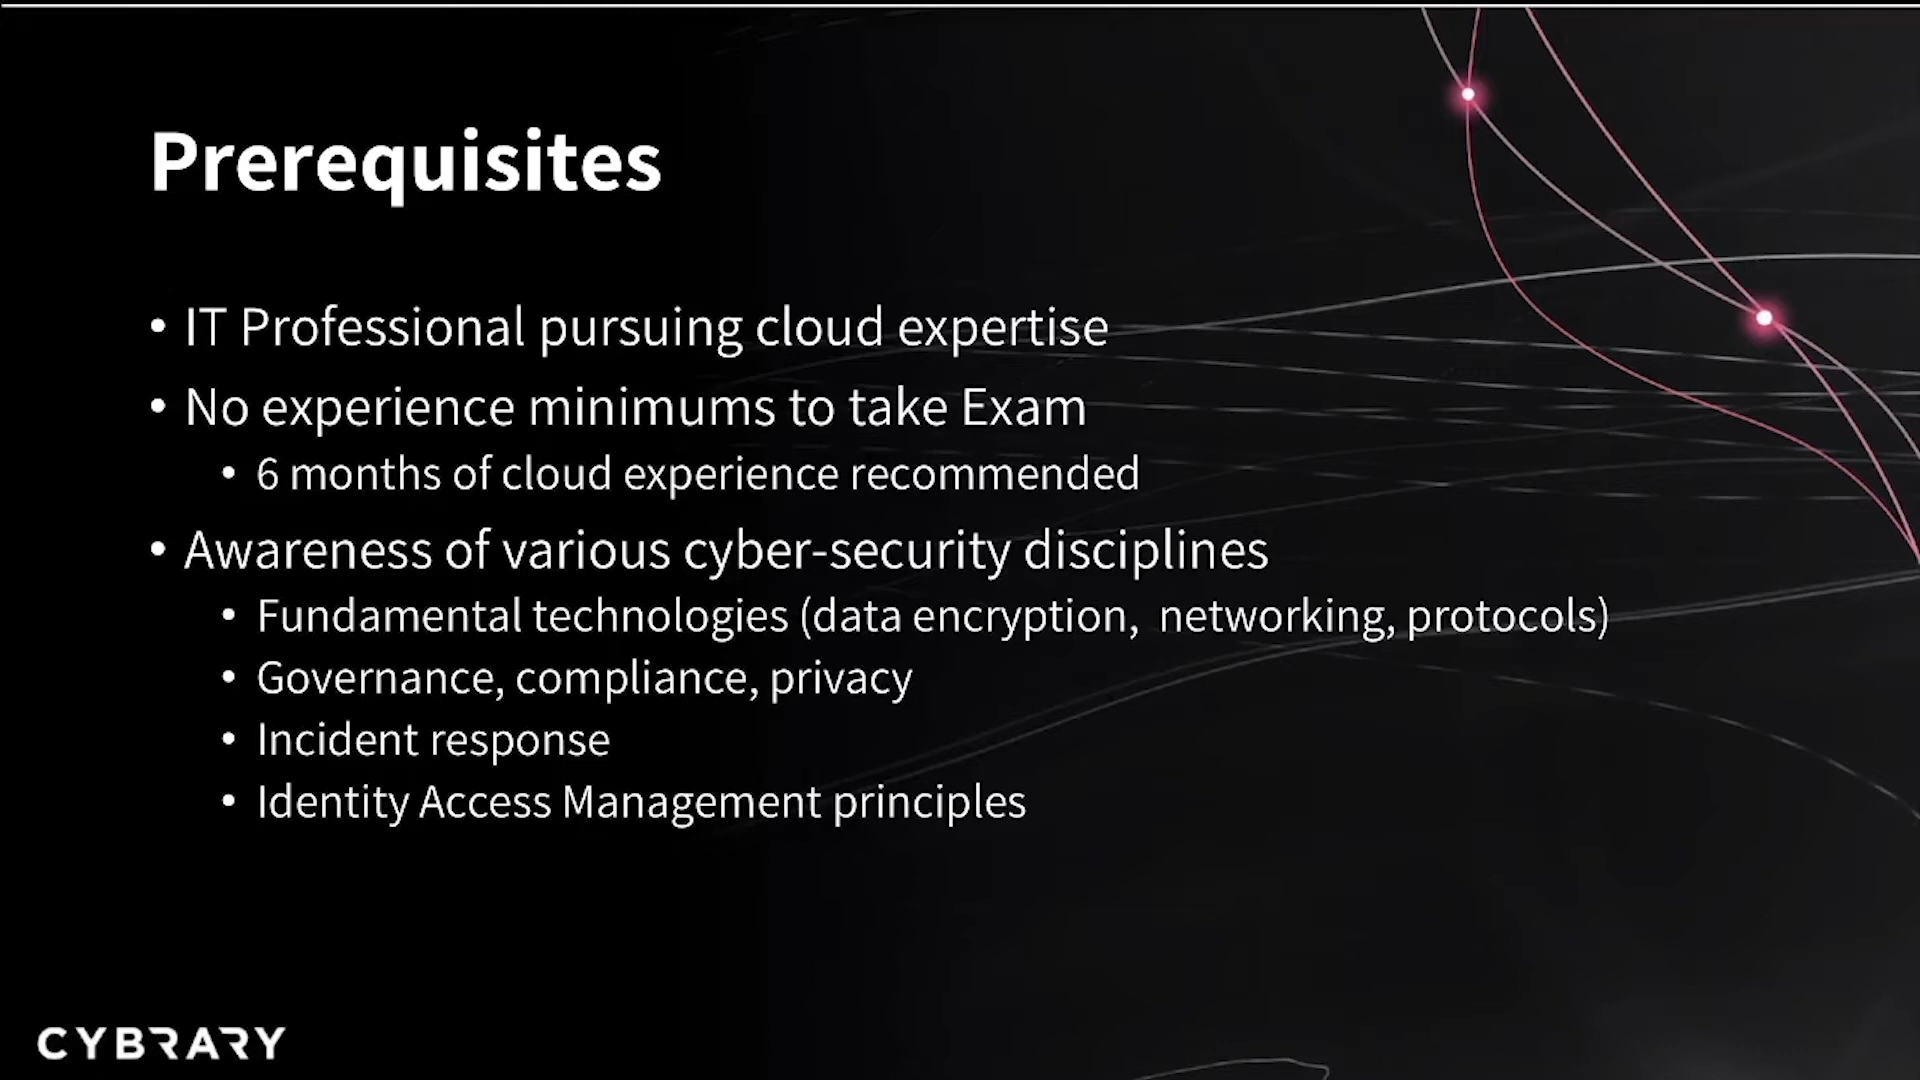 Prerequisites
• IT Professional pursuing cloud expertise
• No experience minimums to take Exam
• 6 months of cloud experience recommended
• Awareness of various cyber-security disciplines
• Fundamental technologies (data encryption,  networking, protocols)
• Governance, compliance, privacy
• Incident response
• Identity Access Management principles
CYBRARY